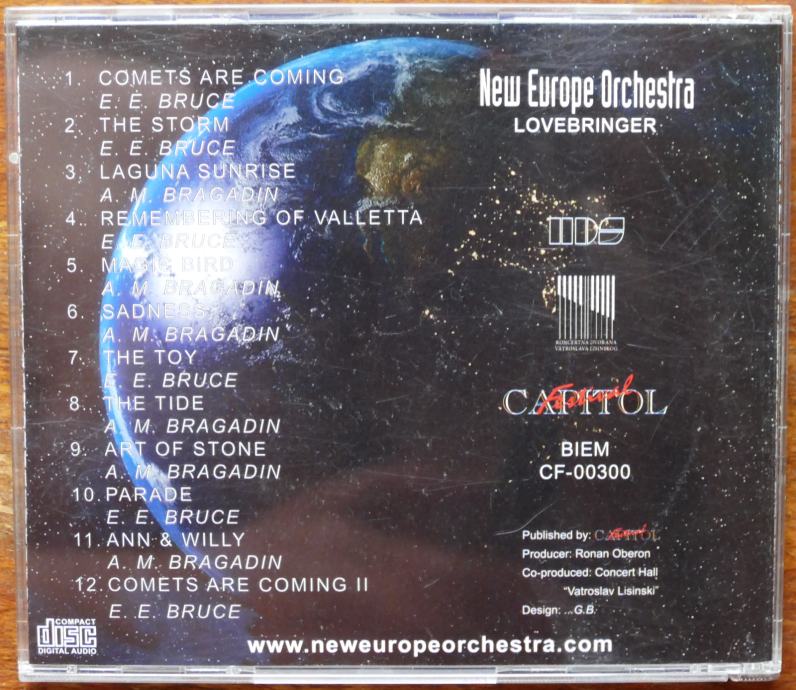 1. COMETS ARE COMING
E. E. BRUCE
2. THE STORM
E. E. BRUCE
3. LAGUNA SUNRISE
A. M. BRAGADIN
4. REMEMBERING OF VALLETTA
E. E. BRUCE
5. MAGIC BIRD
A. M. BRAGADIN
6. SADNESS
A. M. BRAGADIN
7. THE TOY
E. E. BRUCE
8. THE TIDE
A. M. BRAGADIN
9. ART OF STONE
A. M. BRAGADIN
10. PARADE
E. E. BRUCE
11. ANN & WILLY
A. M. BRAGADIN
12. COMETS ARE COMING II
E. E. BRUCE
COMPACT
disc
DIGITAL AUDIO
New Europe Orchestra
LOVEBRINGER
KONCERTNA DVORANA
VATROSLAVA LISINSKOG
CAPITOL
Festival
BIEM
CF-00300
Published by: CAPITOL Festival
Producer: Ronan Oberon
Co-produced: Concert Hall
"Vatroslav Lisinski"
Design: ...G.B.
www.neweuropeorchestra.com